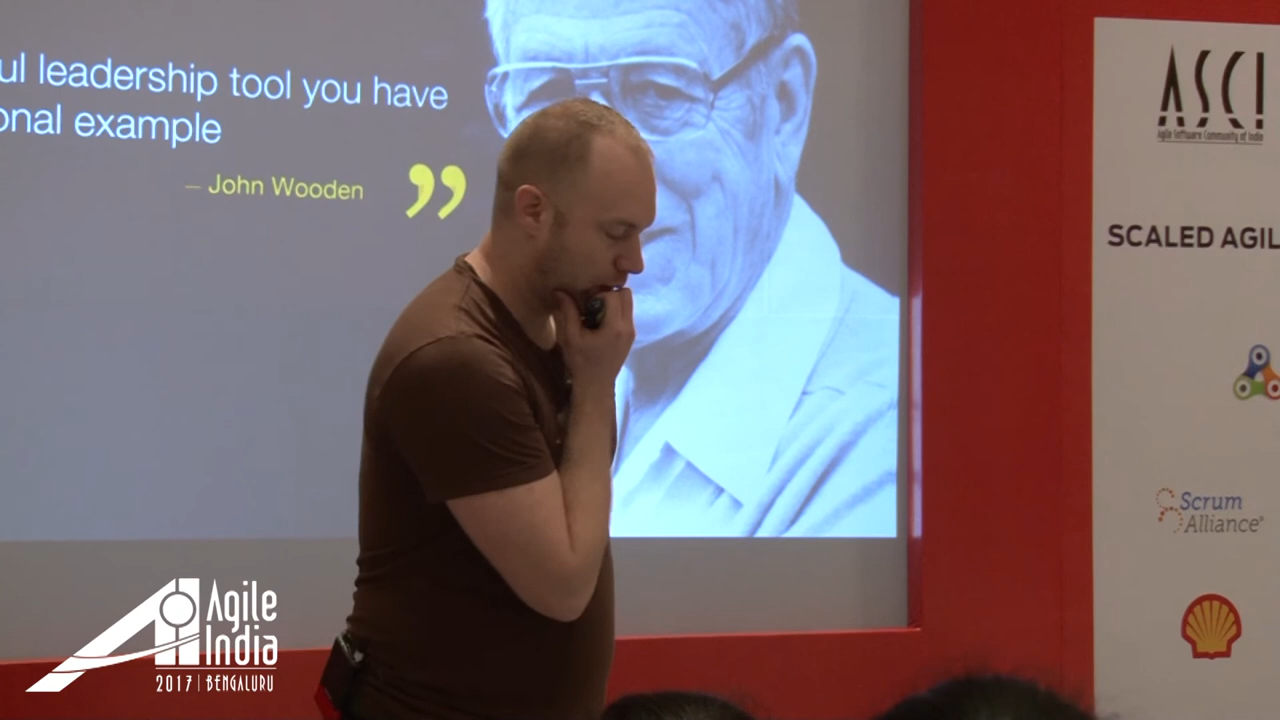 ul leadership tool you have
onal example
– John Wooden
”
ASCI
Agile Software Community of India
SCALED AGIL
Scrum
Alliance®
Agile
India
2017 | BENGALURU